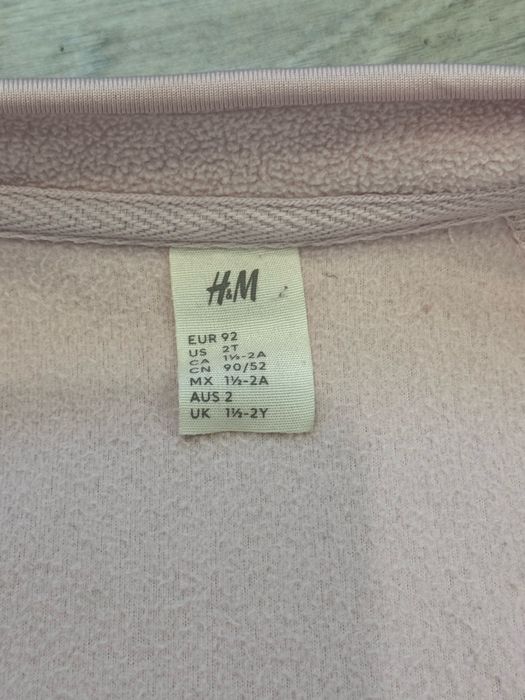 H&M
EUR 92
US 2T
CA 1½-2A
CN 90/52
MX 1½-2A
AUS 2
UK 1½-2Y